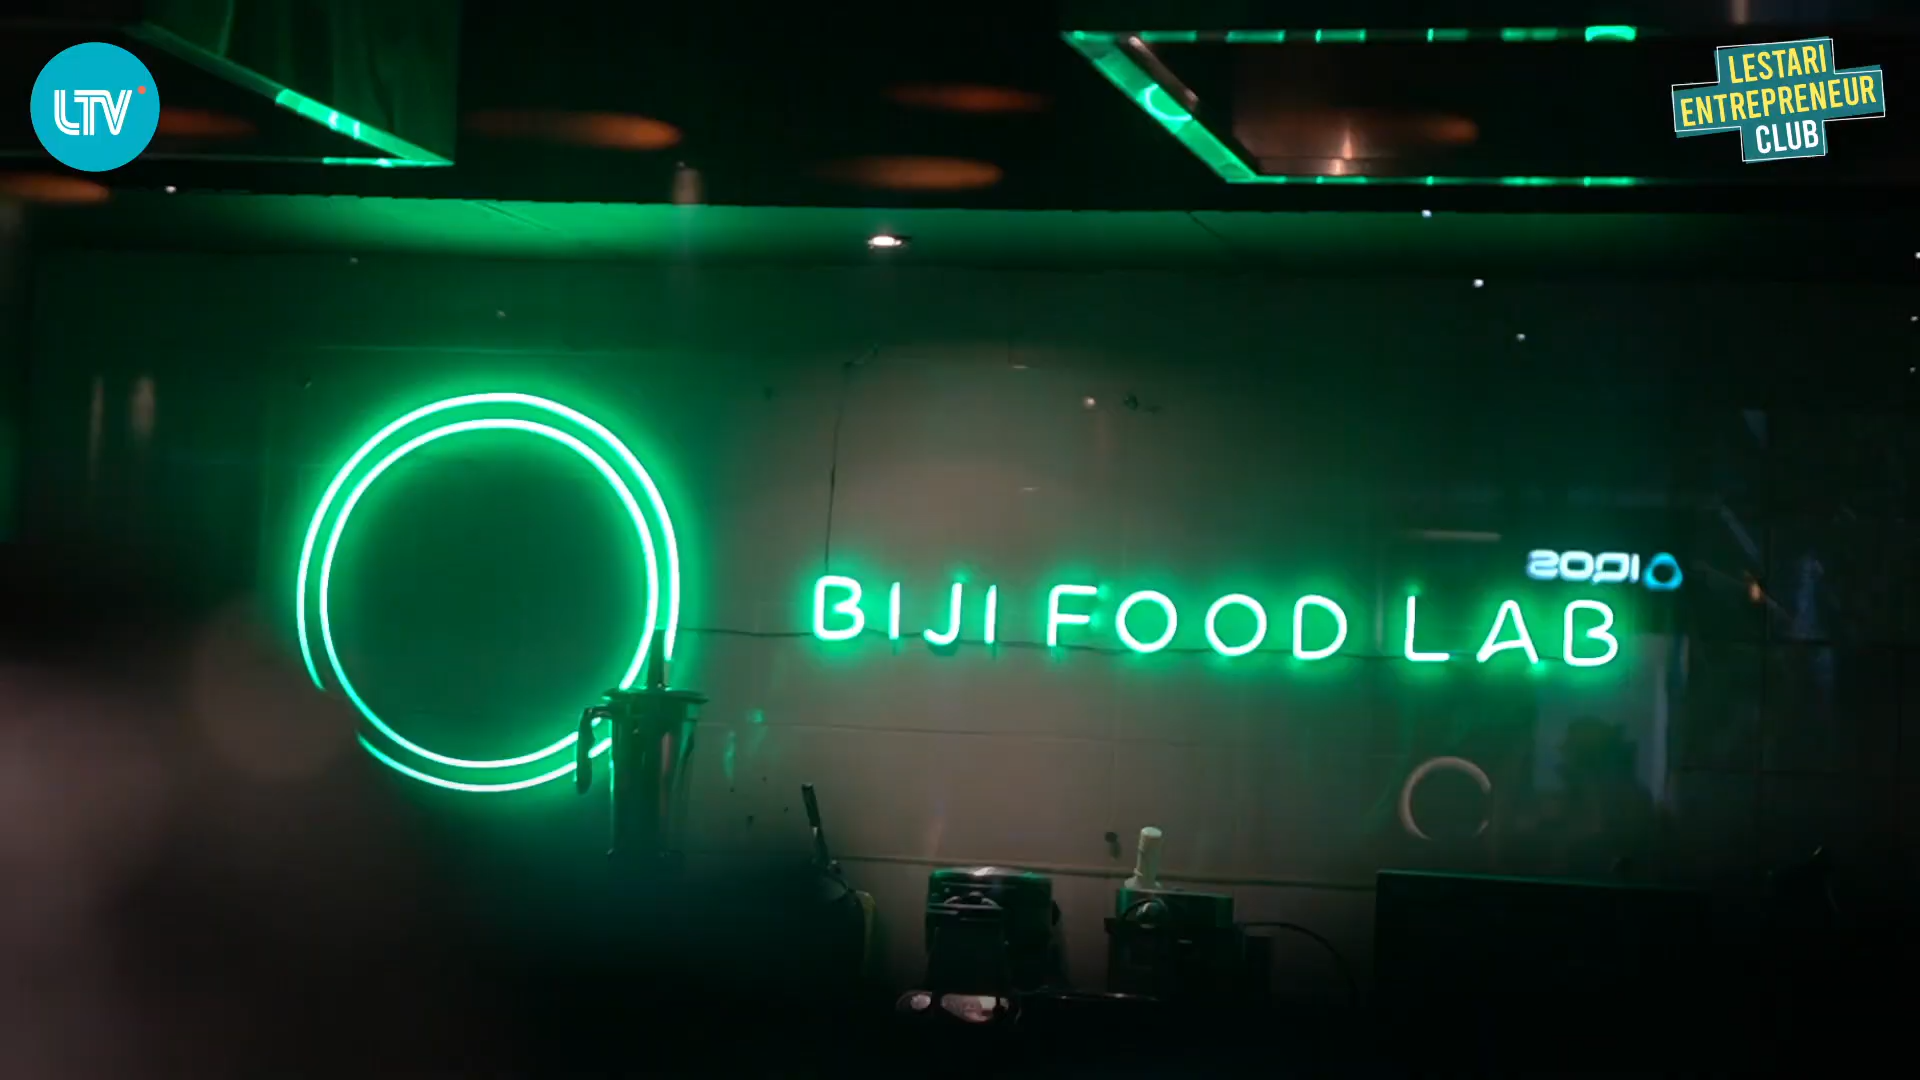 LTV
LESTARI
ENTREPRENEUR
CLUB
BIJI FOOD LAB